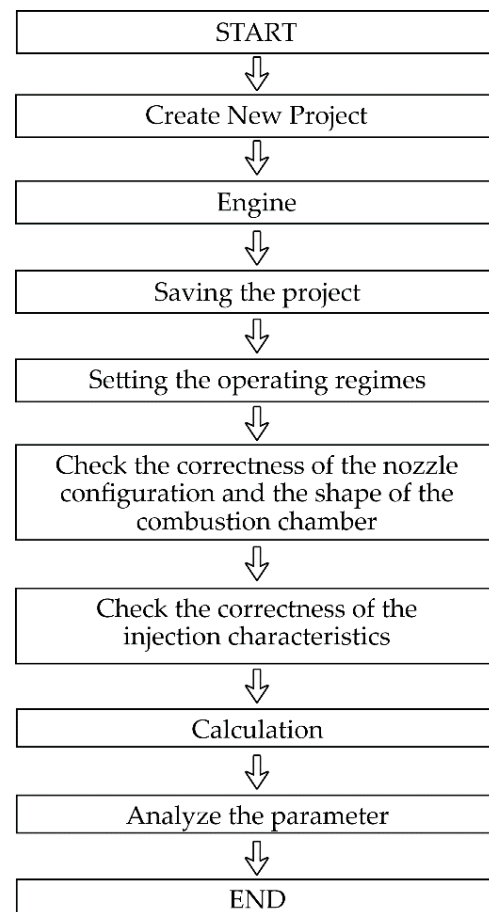 START
Create New Project
Engine
Saving the project
Setting the operating regimes
Check the correctness of the nozzle
configuration and the shape of the
combustion chamber
Check the correctness of the
injection characteristics
Calculation
Analyze the parameter
END